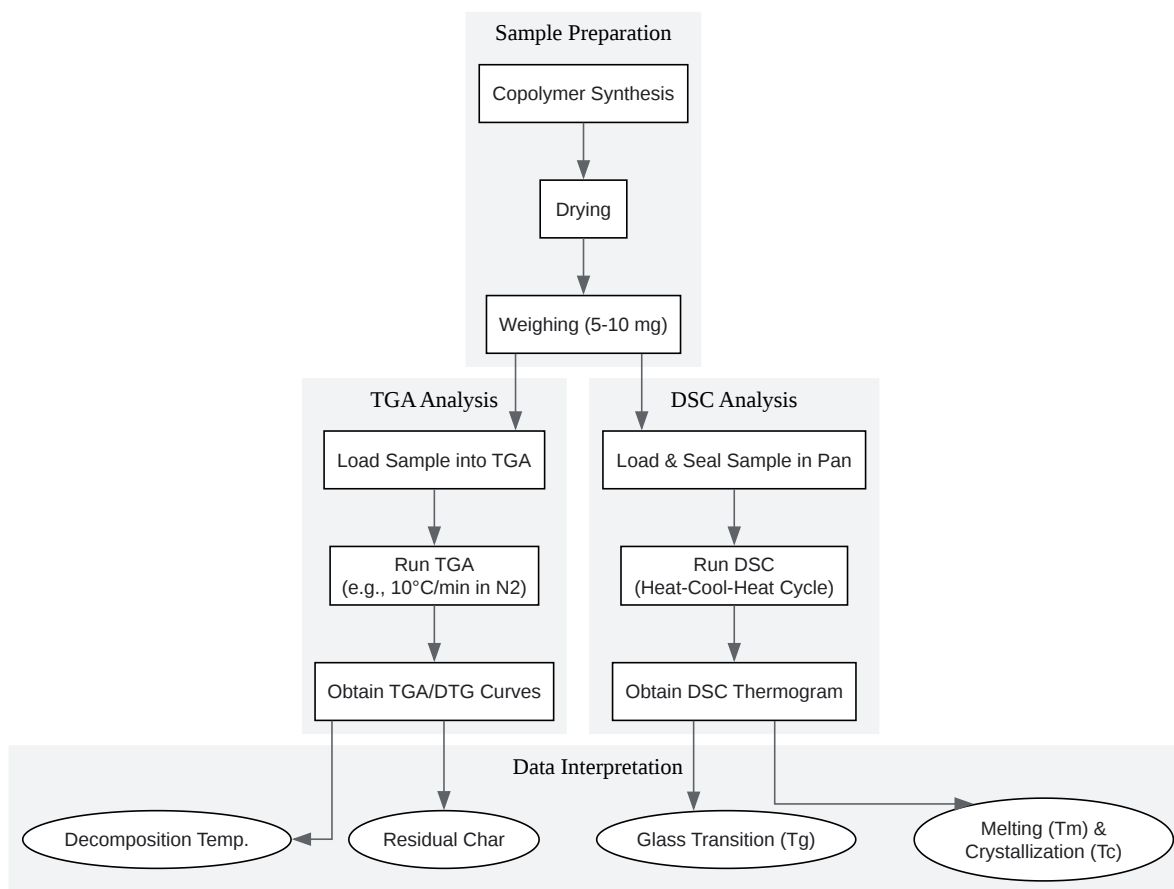 Sample Preparation
Copolymer Synthesis
Drying
Weighing (5-10 mg)
TGA Analysis
Load Sample into TGA
Run TGA
(e.g., 10°C/min in N2)
Obtain TGA/DTG Curves
DSC Analysis
Load & Seal Sample in Pan
Run DSC
(Heat-Cool-Heat Cycle)
Obtain DSC Thermogram
Data Interpretation
Decomposition Temp.
Residual Char
Glass Transition (Tg)
Melting (Tm) &
Crystallization (Tc)